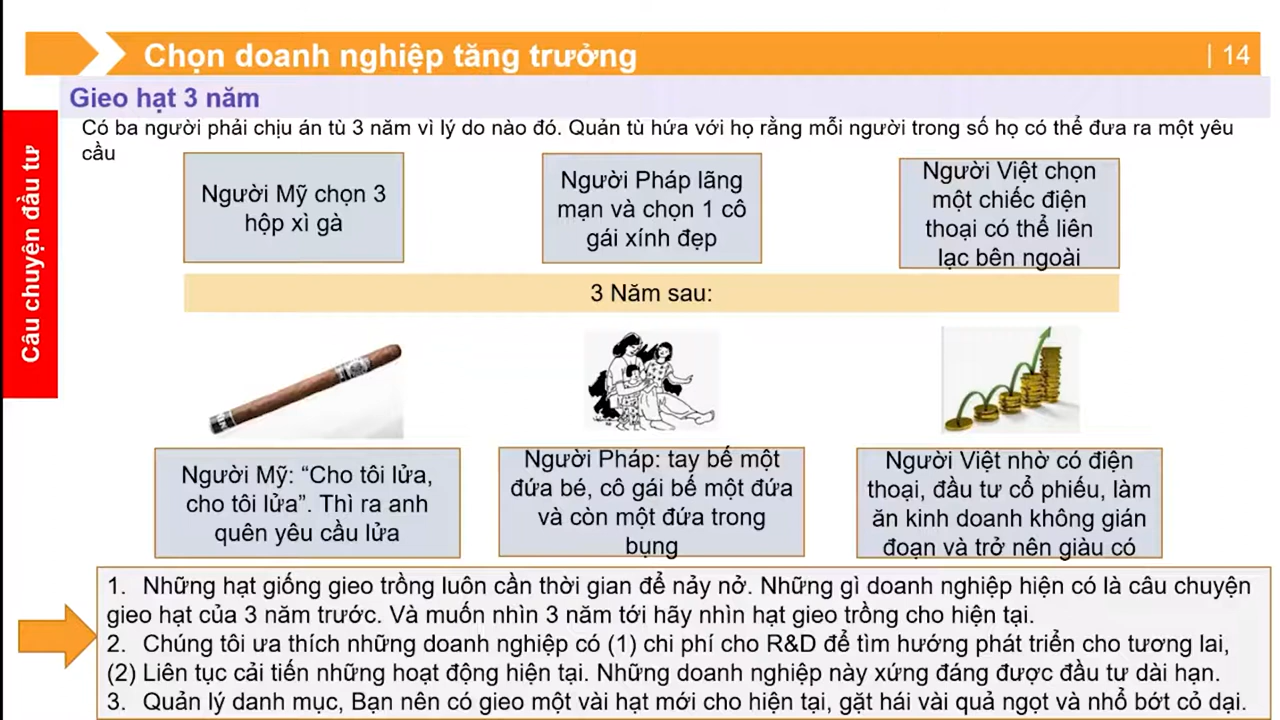 Chọn doanh nghiệp tăng trưởng
| 14
Gieo hạt 3 năm
Câu chuyện đầu tư
Có ba người phải chịu án tù 3 năm vì lý do nào đó. Quản tù hứa với họ rằng mỗi người trong số họ có thể đưa ra một yêu
cầu
Người Mỹ chọn 3
hộp xì gà
Người Pháp lãng
mạn và chọn 1 cô
gái xính đẹp
Người Việt chọn
một chiếc điện
thoại có thể liên
lạc bên ngoài
3 Năm sau:
Người Mỹ: “Cho tôi lửa,
cho tôi lửa”. Thì ra anh
quên yêu cầu lửa
Người Pháp: tay bế một
đứa bé, cô gái bế một đứa
và còn một đứa trong
bụng
Người Việt nhờ có điện
thoại, đầu tư cổ phiếu, làm
ăn kinh doanh không gián
đoạn và trở nên giàu có
1. Những hạt giống gieo trồng luôn cần thời gian để nảy nở. Những gì doanh nghiệp hiện có là câu chuyện
gieo hạt của 3 năm trước. Và muốn nhìn 3 năm tới hãy nhìn hạt gieo trồng cho hiện tại.
2. Chúng tôi ưa thích những doanh nghiệp có (1) chi phí cho R&D để tìm hướng phát triển cho tương lai,
(2) Liên tục cải tiến những hoạt động hiện tại. Những doanh nghiệp này xứng đáng được đầu tư dài hạn.
3. Quản lý danh mục, Bạn nên có gieo một vài hạt mới cho hiện tại, gặt hái vài quả ngọt và nhổ bớt cỏ dại.